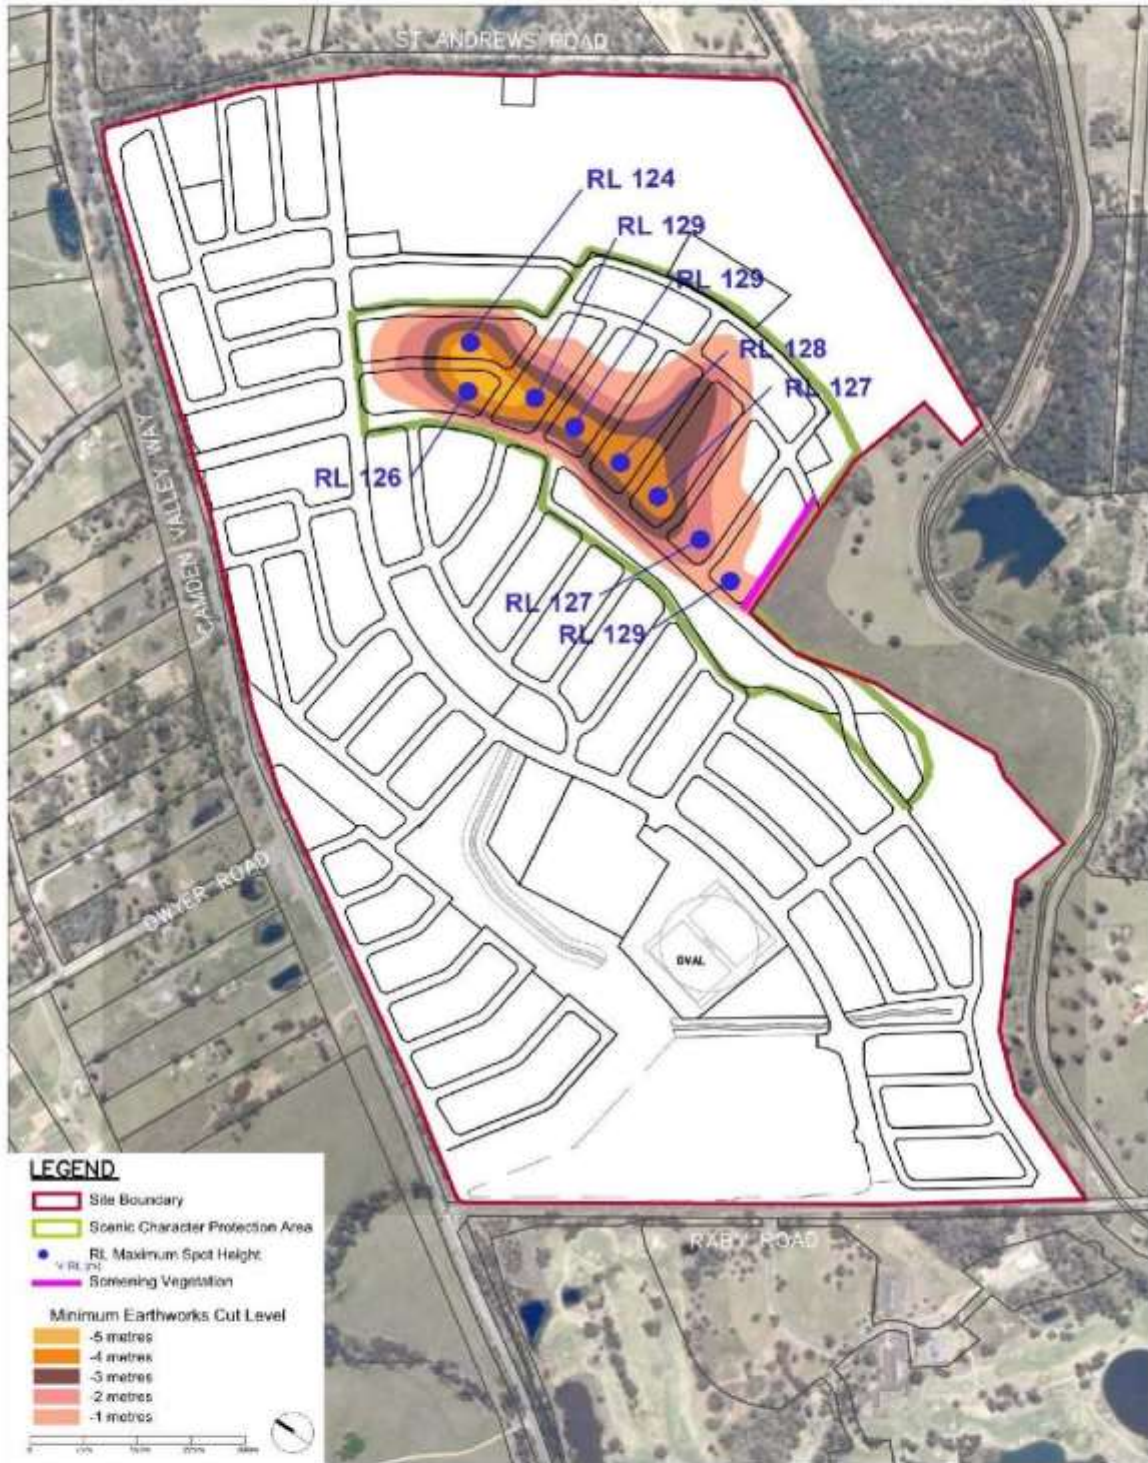 ST ANDREWS ROAD
RL 124
RL 129
RL 129
RL 128
RL 127
RL 126
CAMDEN VALLEY WAY
RL 127
RL 129
DWYER ROAD
OVAL
RABY ROAD
LEGEND
Site Boundary
Scenic Character Protection Area
RL Maximum Spot Height
Screening Vegetation
Minimum Earthworks Cut Level
-5 metres
-4 metres
-3 metres
-2 metres
-1 metres
0